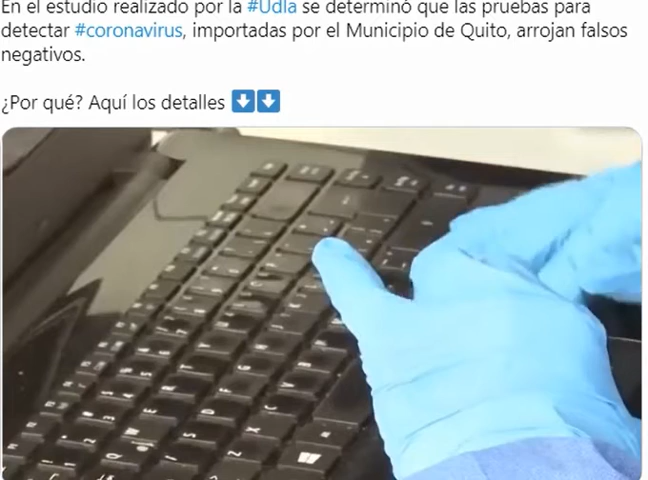 En el estudio realizado por la #Udla se determinó que las pruebas para
detectar #coronavirus, importadas por el Municipio de Quito, arrojan falsos
negativos.
¿Por qué? Aquí los detalles ⬇⬇